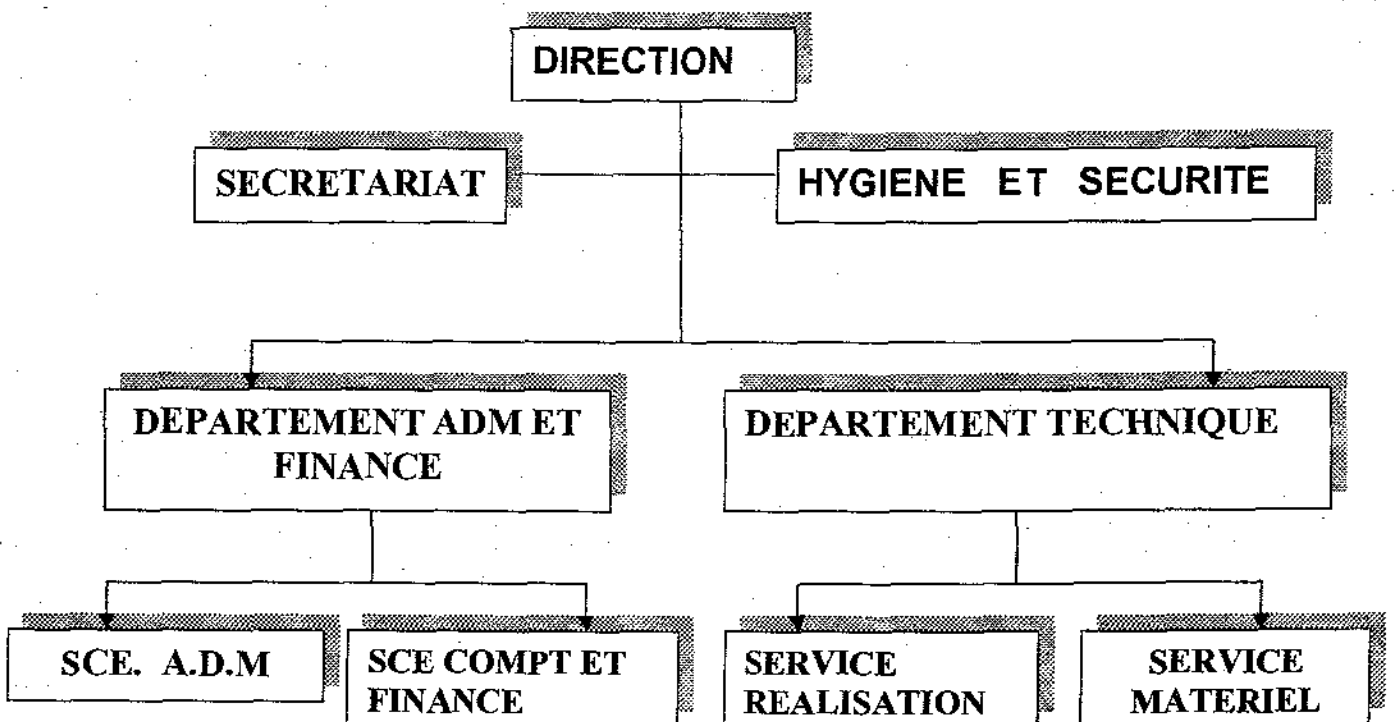 DIRECTION
SECRETARIAT
HYGIENE ET SECURITE
DEPARTEMENT ADM ET
FINANCE
DEPARTEMENT TECHNIQUE
SCE. A.D.M
SCE COMPT ET
FINANCE
SERVICE
REALISATION
SERVICE
MATERIEL